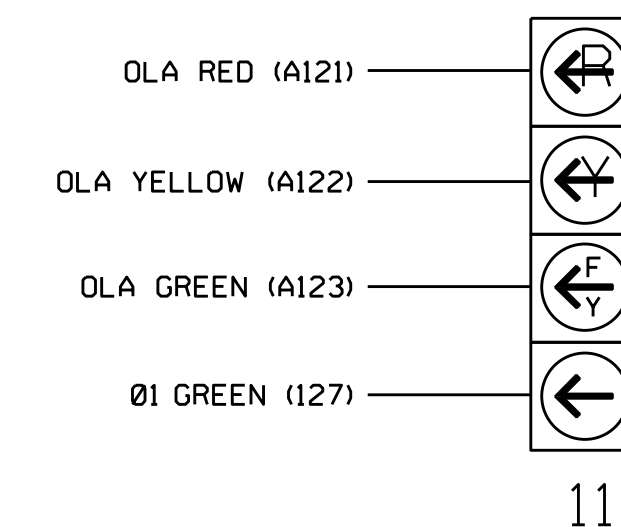 OLA RED (A121)
R
OLA YELLOW (A122)
Y
OLA GREEN (A123)
F
Y
Ø1 GREEN (127)
11